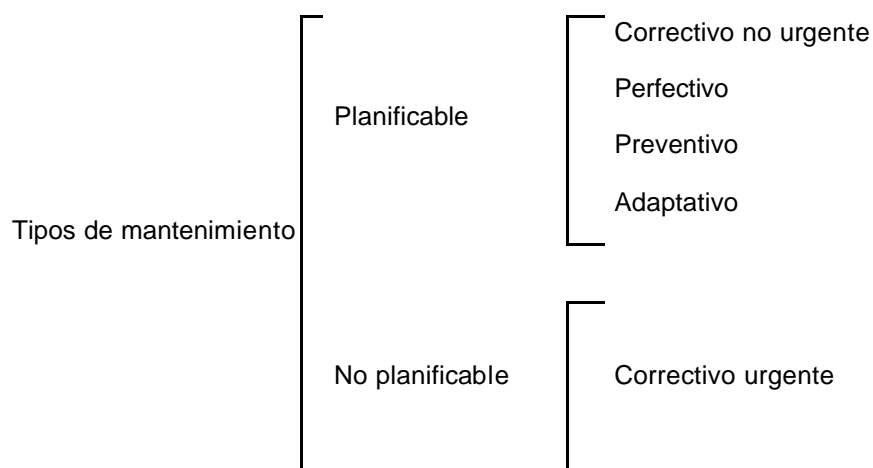 Tipos de mantenimiento
Planificable
Correctivo no urgente
Perfectivo
Preventivo
Adaptativo
No planificable
Correctivo urgente